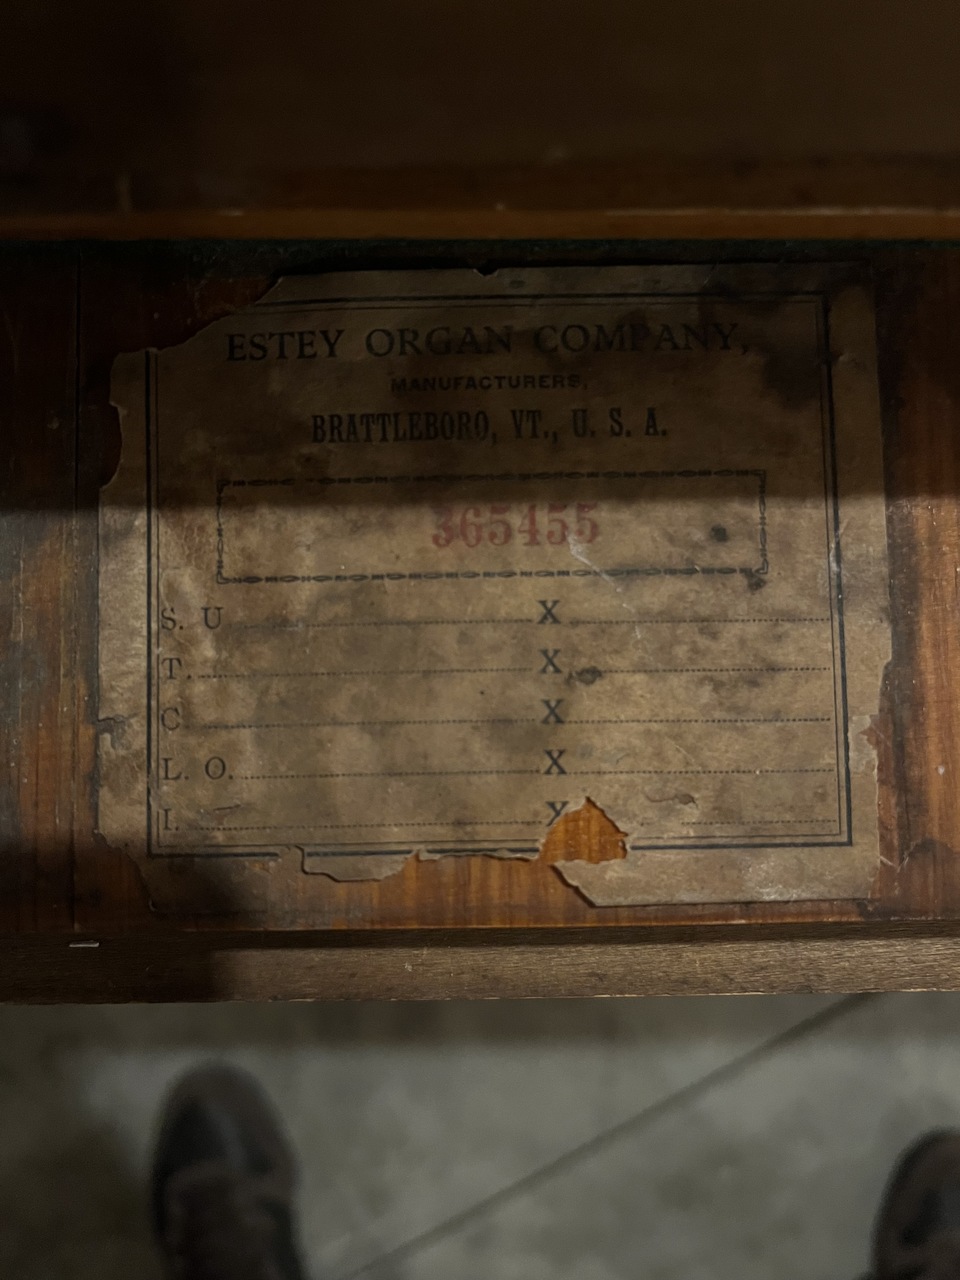 ESTEY ORGAN COMPANY,
MANUFACTURERS,
BRATTLEBORO, VT., U. S. A.
365455
S. U X
T. X
C X
L. O. X
I. X